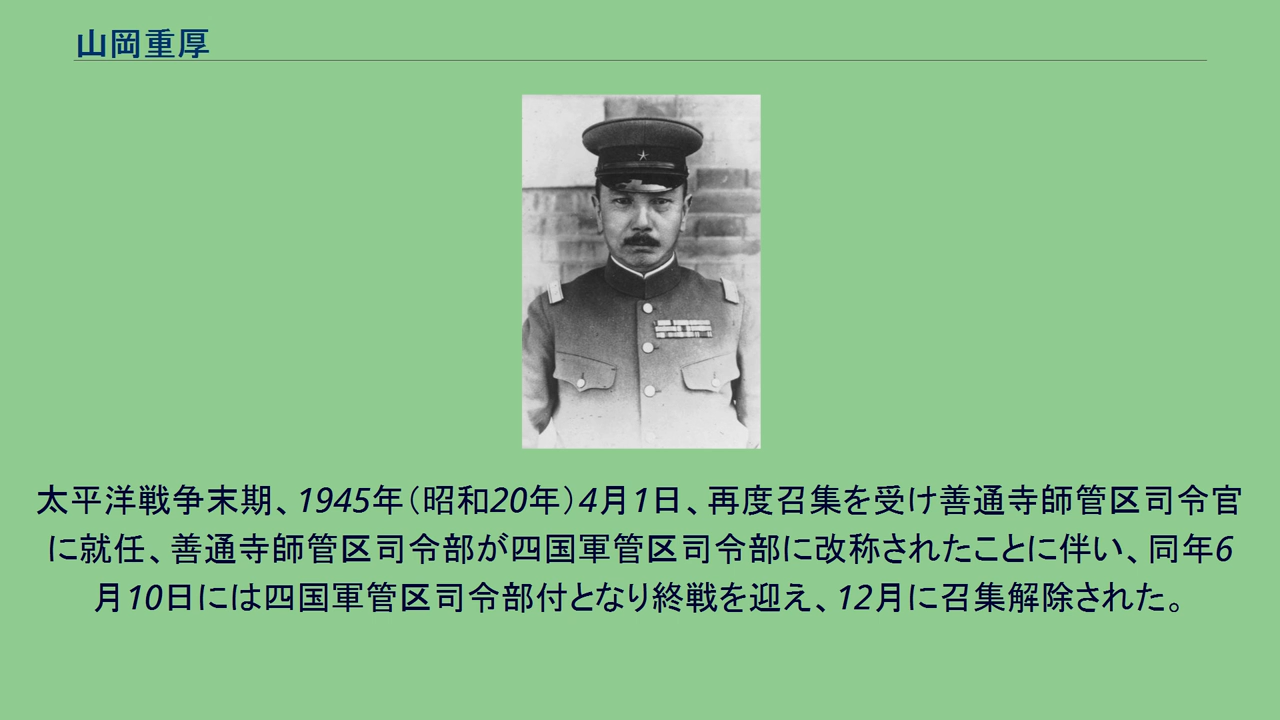 山岡重厚
太平洋戦争末期、1945年（昭和20年）4月1日、再度召集を受け善通寺師管区司令官
に就任、善通寺師管区司令部が四国軍管区司令部に改称されたことに伴い、同年6
月10日には四国軍管区司令部付となり終戦を迎え、12月に召集解除された。